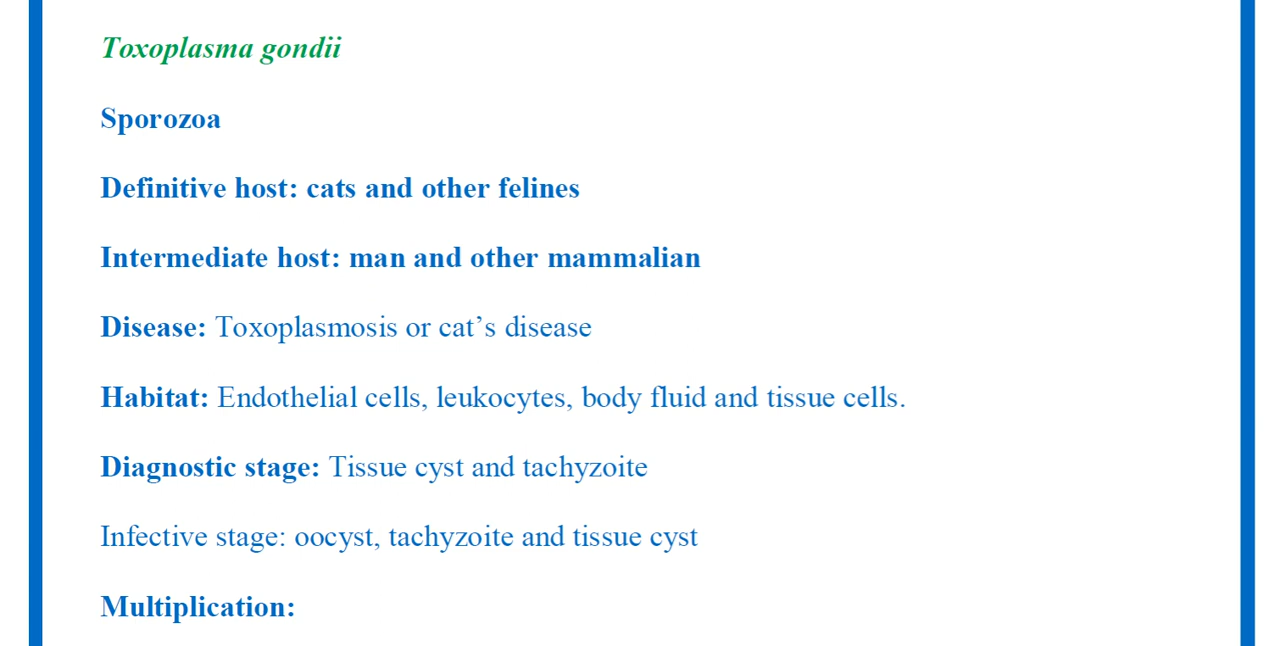 Toxoplasma gondii
Sporozoa
Definitive host: cats and other felines
Intermediate host: man and other mammalian
Disease: Toxoplasmosis or cat’s disease
Habitat: Endothelial cells, leukocytes, body fluid and tissue cells.
Diagnostic stage: Tissue cyst and tachyzoite
Infective stage: oocyst, tachyzoite and tissue cyst
Multiplication: